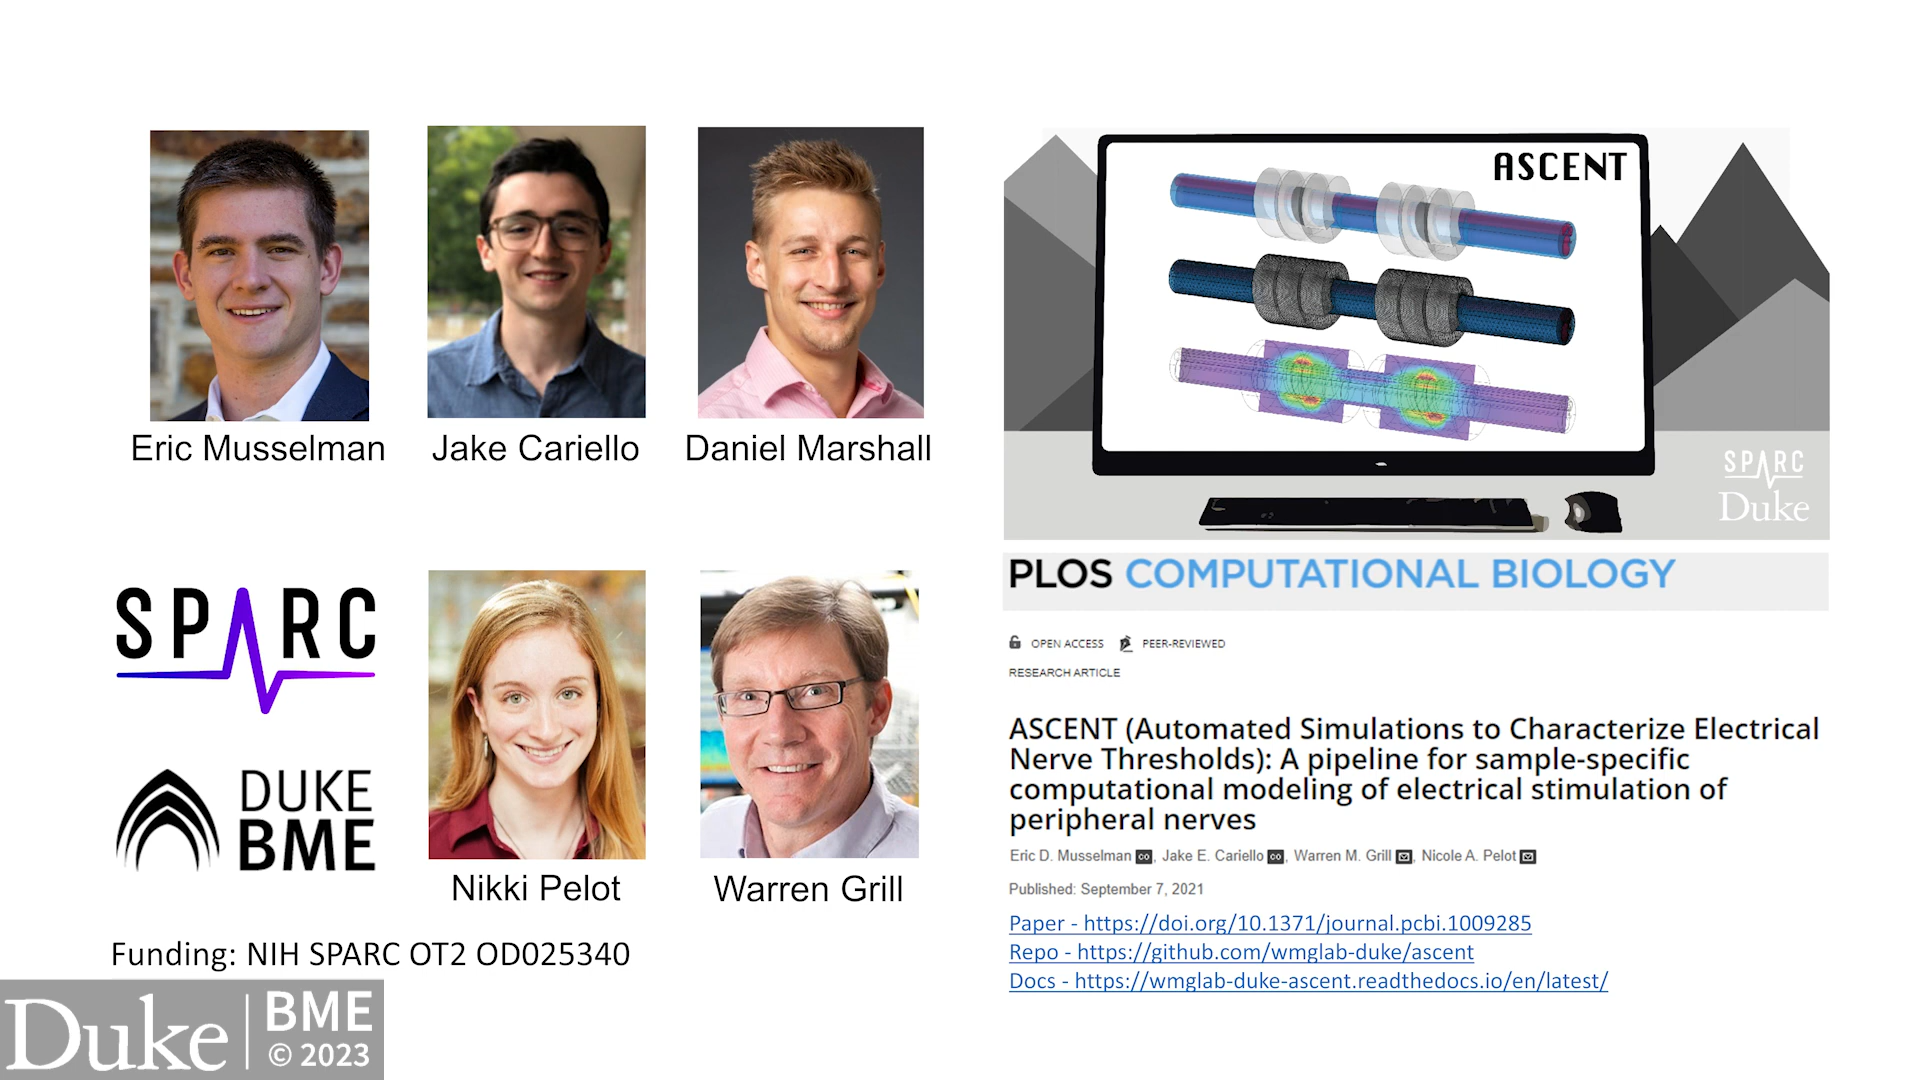 Eric Musselman
Jake Cariello
Daniel Marshall
SPARC
DUKE
BME
Nikki Pelot
Warren Grill
Funding: NIH SPARC OT2 OD025340
Duke
BME
© 2023
ASCENT
SPARC
Duke
PLOS COMPUTATIONAL BIOLOGY
OPEN ACCESS PEER-REVIEWED
RESEARCH ARTICLE
ASCENT (Automated Simulations to Characterize Electrical
Nerve Thresholds): A pipeline for sample-specific
computational modeling of electrical stimulation of
peripheral nerves
Eric D. Musselman co, Jake E. Cariello co, Warren M. Grill, Nicole A. Pelot
Published: September 7, 2021
Paper - https://doi.org/10.1371/journal.pcbi.1009285
Repo - https://github.com/wmglab-duke/ascent
Docs - https://wmglab-duke-ascent.readthedocs.io/en/latest/